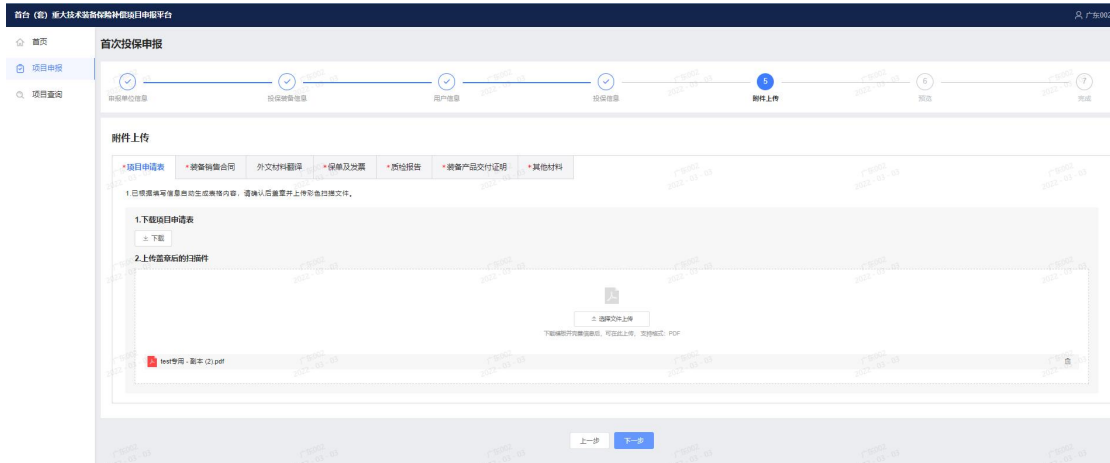 首台（套）重大技术装备保险补偿项目申报平台
广东002
首页
项目申报
项目查询
首次投保申报
5
6
7
申报单位信息
投保装备信息
用户信息
投保信息
附件上传
预览
完成
附件上传
*项目申请表 *装备销售合同 外文材料翻译 *保单及发票 *质检报告 *装备产品交付证明 *其他材料
1.已根据填写信息自动生成表格内容，请确认后盖章并上传彩色扫描文件。
1.下载项目申请表
下载
2.上传盖章后的扫描件
选择文件上传
下载模版并完善信息后，可在此上传，支持格式：PDF
test专用 - 副本 (2).pdf
上一步 下一步